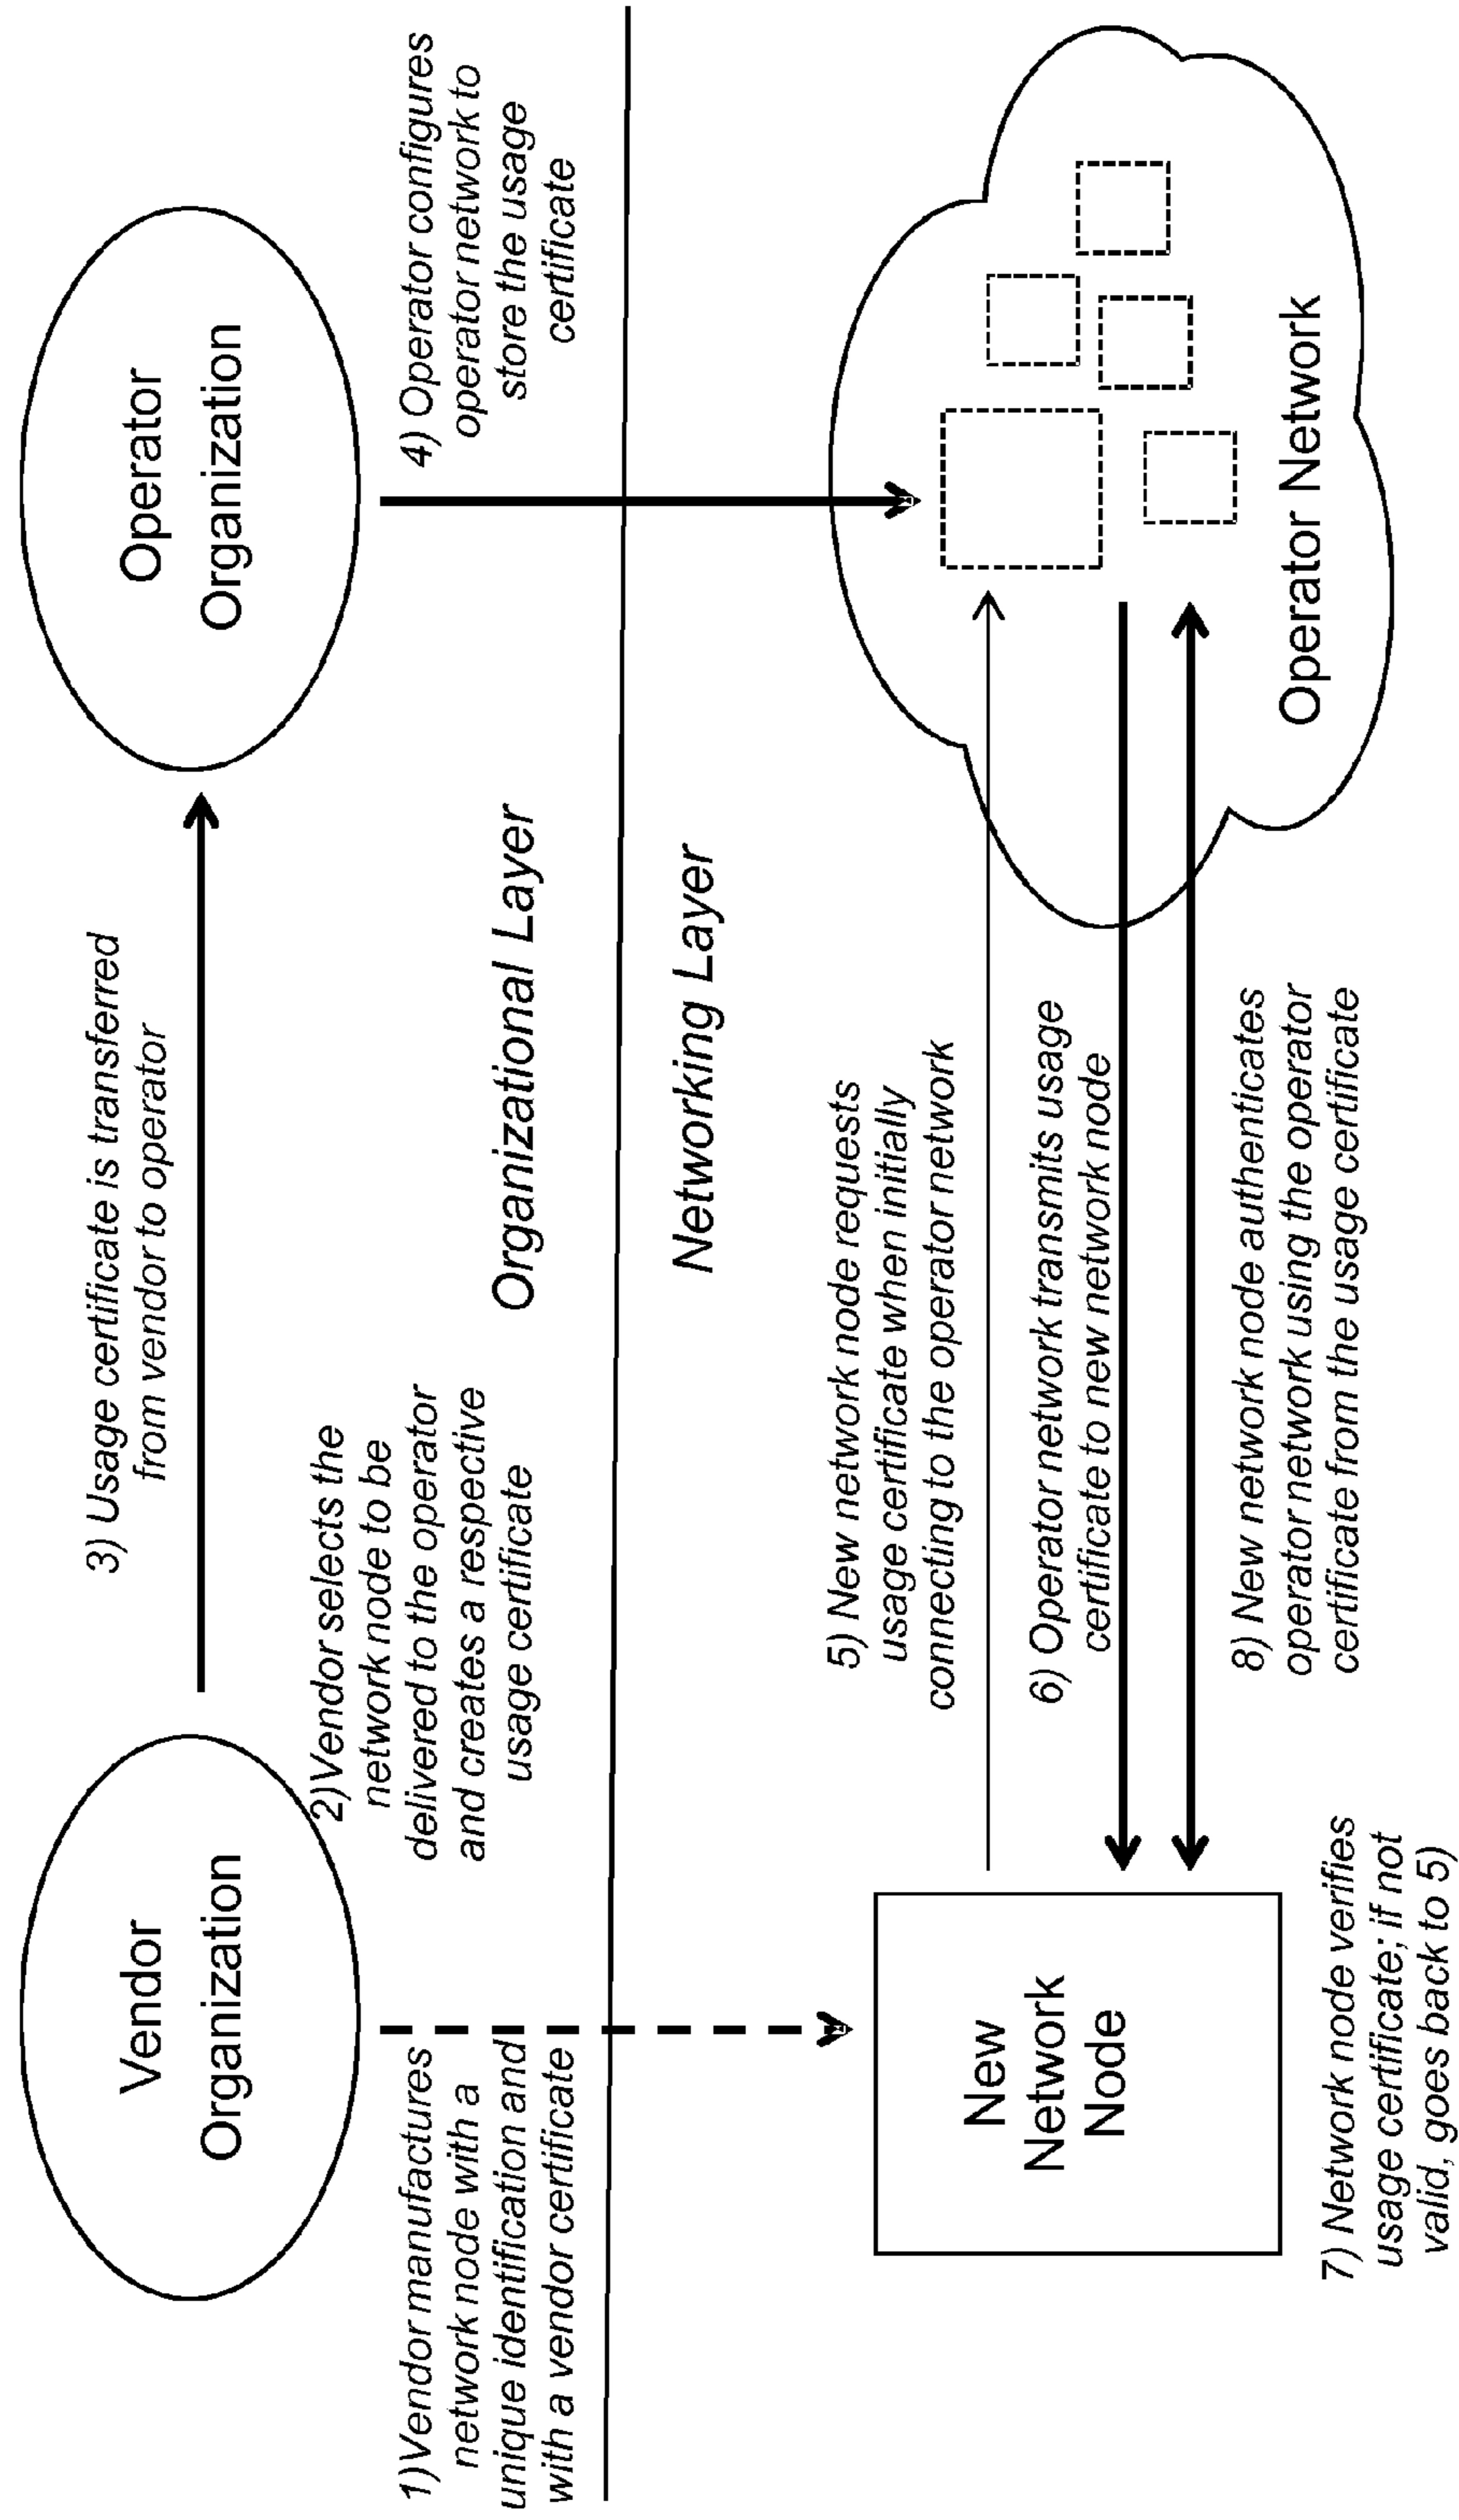 Vendor
Organization
3) Usage certificate is transferred
from vendor to operator
Operator
Organization
1) Vendor manufactures
network node with a
unique identification and
with a vendor certificate
2) Vendor selects the
network node to be
delivered to the operator
and creates a respective
usage certificate
4) Operator configures
operator network to
store the usage
certificate
Organizational Layer
Networking Layer
New
Network
Node
5) New network node requests
usage certificate when initially
connecting to the operator network
6) Operator network transmits usage
certificate to new network node
8) New network node authenticates
operator network using the operator
certificate from the usage certificate
7) Network node verifies
usage certificate; if not
valid, goes back to 5)
Operator Network